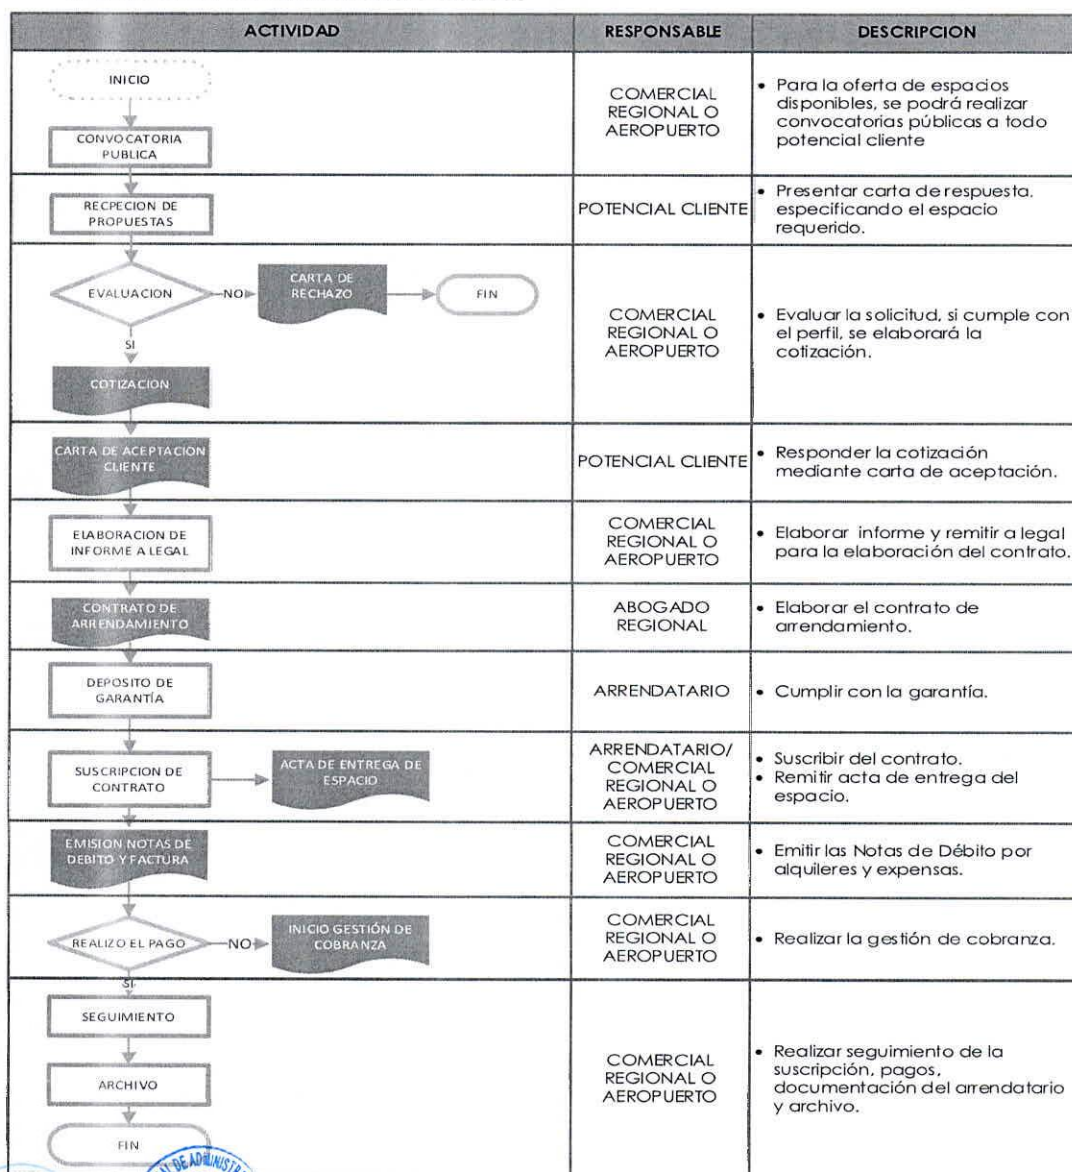 ACTIVIDAD RESPONSABLE DESCRIPCION
INICIO
CONVOCATORIA
PUBLICA
COMERCIAL
REGIONAL O
AEROPUERTO
• Para la oferta de espacios
disponibles, se podrá realizar
convocatorias públicas a todo
potencial cliente
RECPECION DE
PROPUESTAS
POTENCIAL CLIENTE
• Presentar carta de respuesta,
especificando el espacio
requerido.
EVALUACION
NO
CARTA DE
RECHAZO
FIN
SI
COTIZACION
COMERCIAL
REGIONAL O
AEROPUERTO
• Evaluar la solicitud, si cumple con
el perfil, se elaborará la
cotización.
CARTA DE ACEPTACION
CLIENTE
POTENCIAL CLIENTE
• Responder la cotización
mediante carta de aceptación.
ELABORACION DE
INFORME A LEGAL
COMERCIAL
REGIONAL O
AEROPUERTO
• Elaborar informe y remitir a legal
para la elaboración del contrato.
CONTRATO DE
ARRENDAMIENTO
ABOGADO
REGIONAL
• Elaborar el contrato de
arrendamiento.
DEPOSITO DE
GARANTÍA
ARRENDATARIO
• Cumplir con la garantía.
SUSCRIPCION DE
CONTRATO
ACTA DE ENTREGA DE
ESPACIO
ARRENDATARIO/
COMERCIAL
REGIONAL O
AEROPUERTO
• Suscribir del contrato.
• Remitir acta de entrega del
espacio.
EMISION NOTAS DE
DEBITO Y FACTURA
COMERCIAL
REGIONAL O
AEROPUERTO
• Emitir las Notas de Débito por
alquileres y expensas.
REALIZO EL PAGO
NO
INICIO GESTIÓN DE
COBRANZA
COMERCIAL
REGIONAL O
AEROPUERTO
• Realizar la gestión de cobranza.
SI
SEGUIMIENTO
ARCHIVO
FIN
COMERCIAL
REGIONAL O
AEROPUERTO
• Realizar seguimiento de la
suscripción, pagos,
documentación del arrendatario
y archivo.